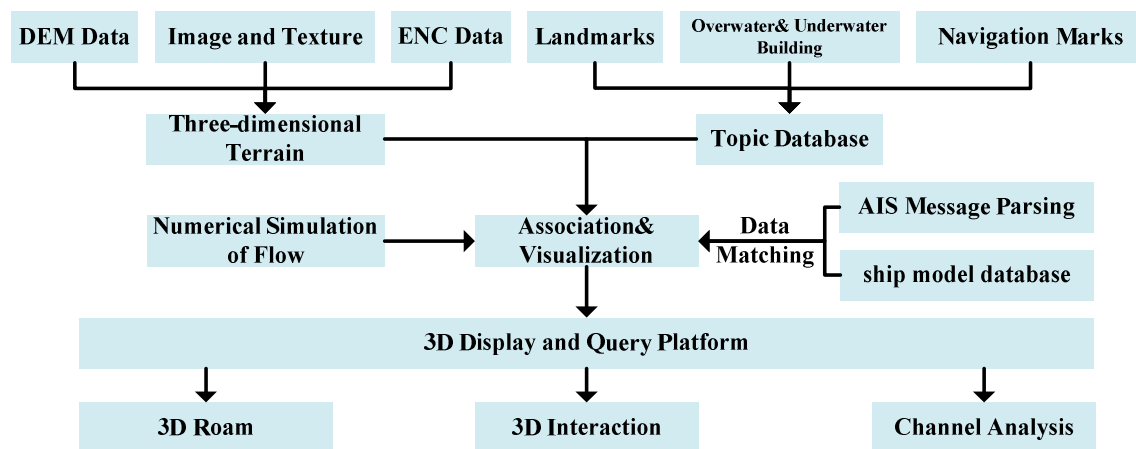 DEM Data
Image and Texture
ENC Data
Landmarks
Overwater& Underwater
Building
Navigation Marks
Three-dimensional
Terrain
Topic Database
Numerical Simulation
of Flow
Association&
Visualization
Data
Matching
AIS Message Parsing
ship model database
3D Display and Query Platform
3D Roam
3D Interaction
Channel Analysis